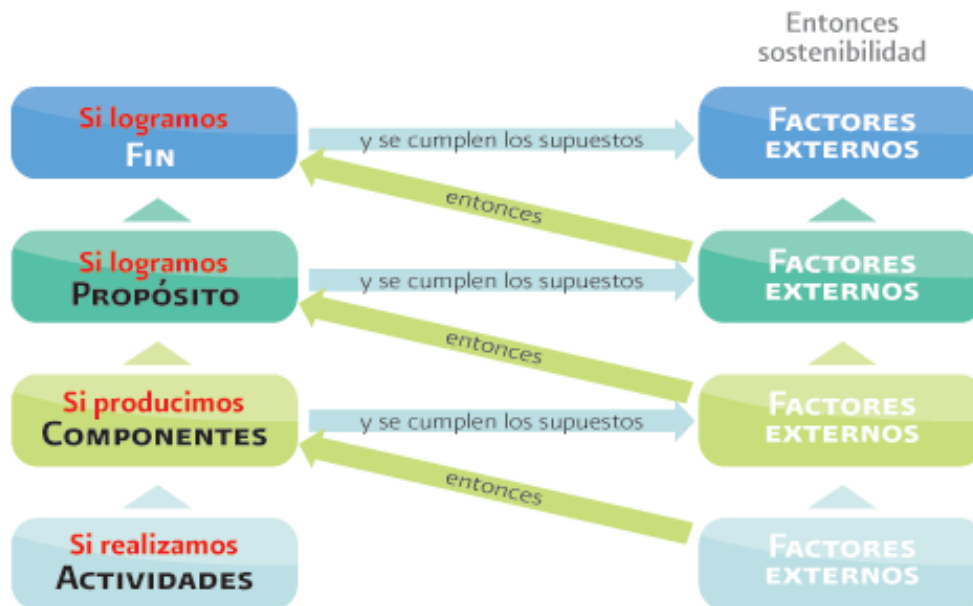 Entonces
sostenibilidad
Si logramos
FIN
y se cumplen los supuestos
FACTORES
EXTERNOS
entonces
Si logramos
PROPÓSITO
y se cumplen los supuestos
FACTORES
EXTERNOS
entonces
Si producimos
COMPONENTES
y se cumplen los supuestos
FACTORES
EXTERNOS
entonces
Si realizamos
ACTIVIDADES
FACTORES
EXTERNOS